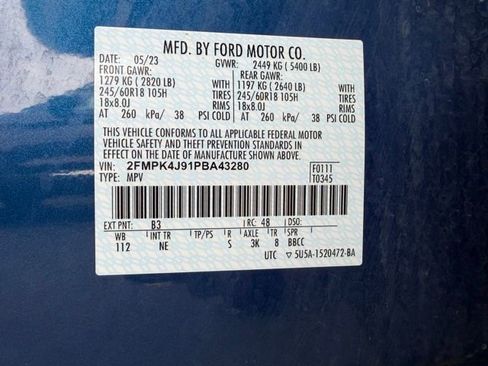 MFD. BY FORD MOTOR CO.
DATE: 05/23 GVWR: 2449 KG ( 5400 LB)
FRONT GAWR: REAR GAWR:
1279 KG ( 2820 LB) 1197 KG ( 2640 LB)
245/60R18 105H TIRES 245/60R18 105H TIRES
18x8.0J RIMS 18x8.0J RIMS
AT 260 kPa/ 38 PSI COLD AT 260 kPa/ 38 PSI COLD
THIS VEHICLE CONFORMS TO ALL APPLICABLE FEDERAL MOTOR
VEHICLE SAFETY AND THEFT PREVENTION STANDARDS IN
EFFECT ON THE DATE OF MANUFACTURE SHOWN ABOVE.
VIN: 2FMPK4J91PBA43280 F0111
TYPE: MPV T0345
EXT PNT: B3 RC: 48 DSO:
WB INT TR TP/PS R AXLE TR SPR
112 NE S 3K 8 BBCC
UTC ▽5U5A-1520472-BA